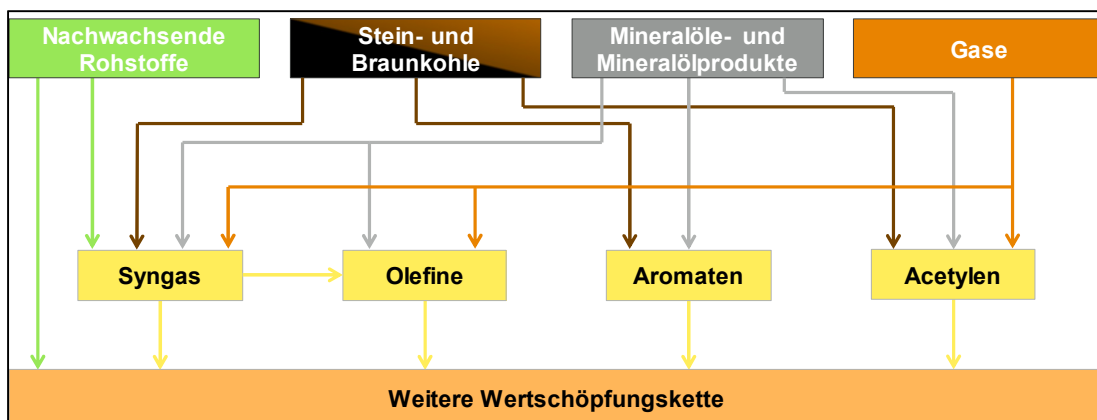 Nachwachsende
Rohstoffe
Stein- und
Braunkohle
Mineralöle- und
Mineralölprodukte
Gase
Syngas
Olefine
Aromaten
Acetylen
Weitere Wertschöpfungskette